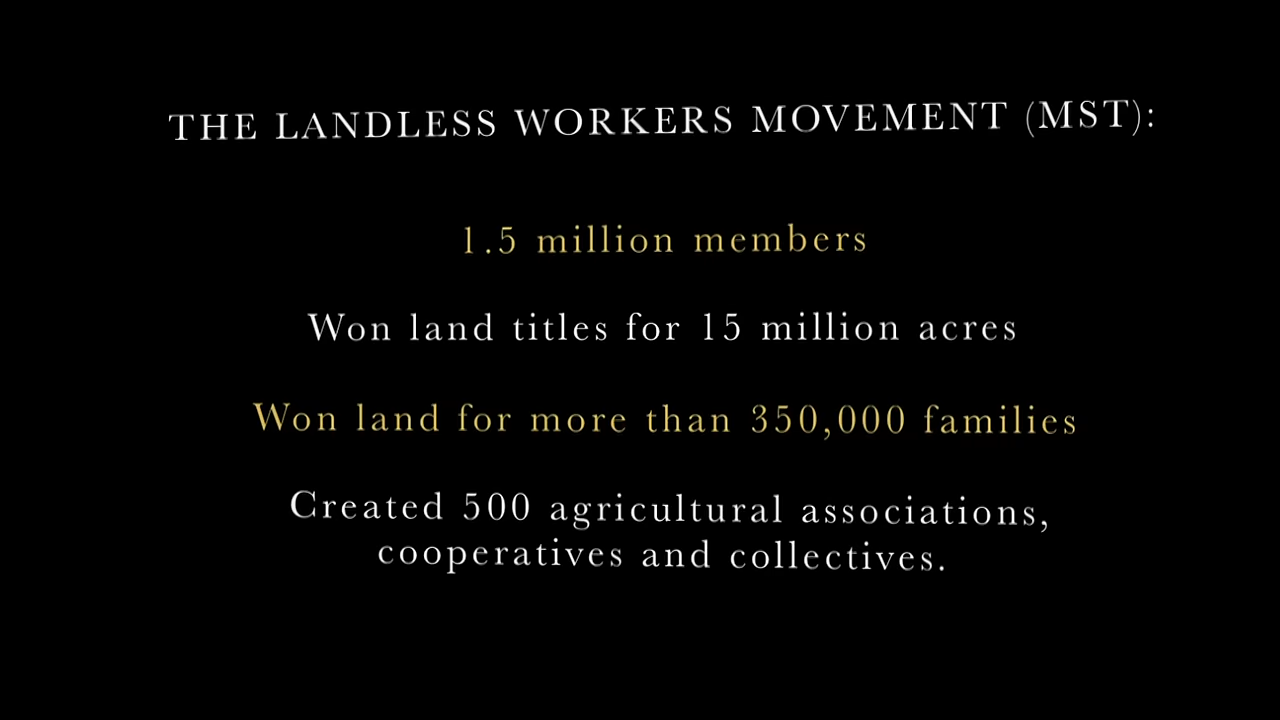 THE LANDLESS WORKERS MOVEMENT (MST):
1.5 million members
Won land titles for 15 million acres
Won land for more than 350,000 families
Created 500 agricultural associations,
cooperatives and collectives.